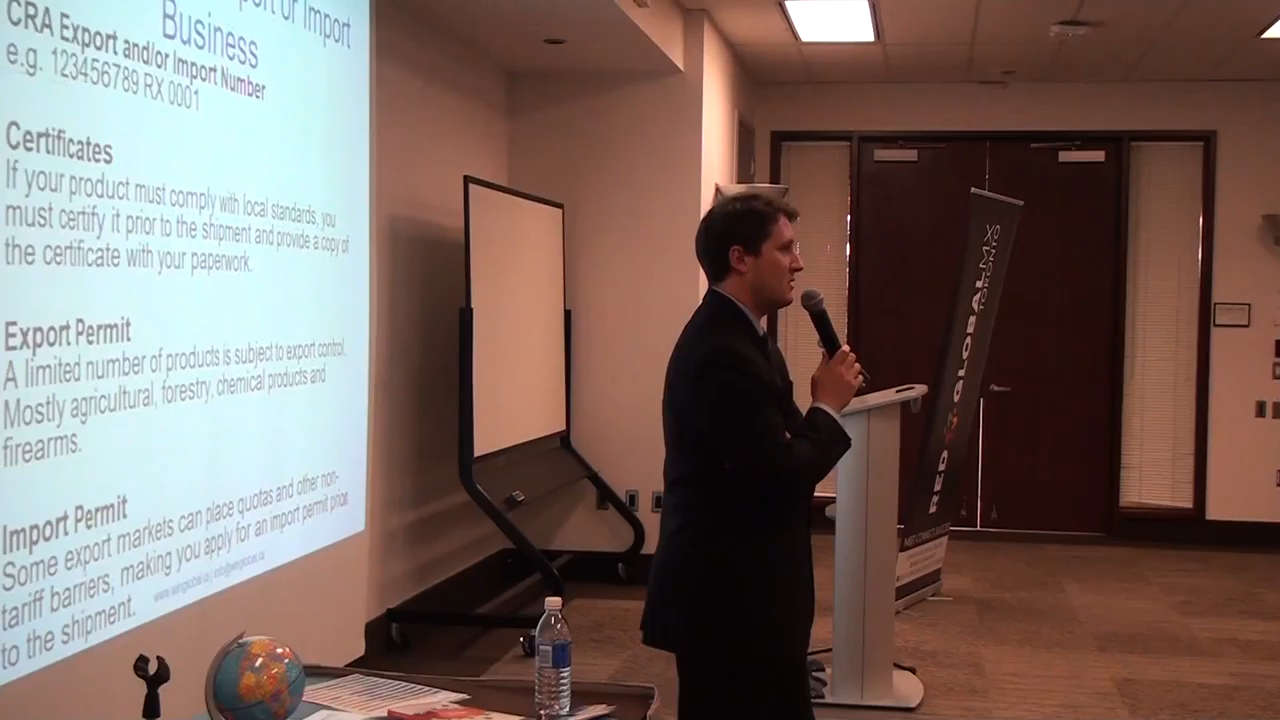 or Import
Business
CRA Export and/or Import Number
e.g. 123456789 RX 0001
Certificates
If your product must comply with local standards, you
must certify it prior to the shipment and provide a copy of
the certificate with your paperwork.
Export Permit
A limited number of products is subject to export control.
Mostly agricultural, forestry, chemical products and
firearms.
Import Permit
Some export markets can place quotas and other non-
tariff barriers, making you apply for an import permit price
to the shipment.
RED GLOBALMX
TORONTO